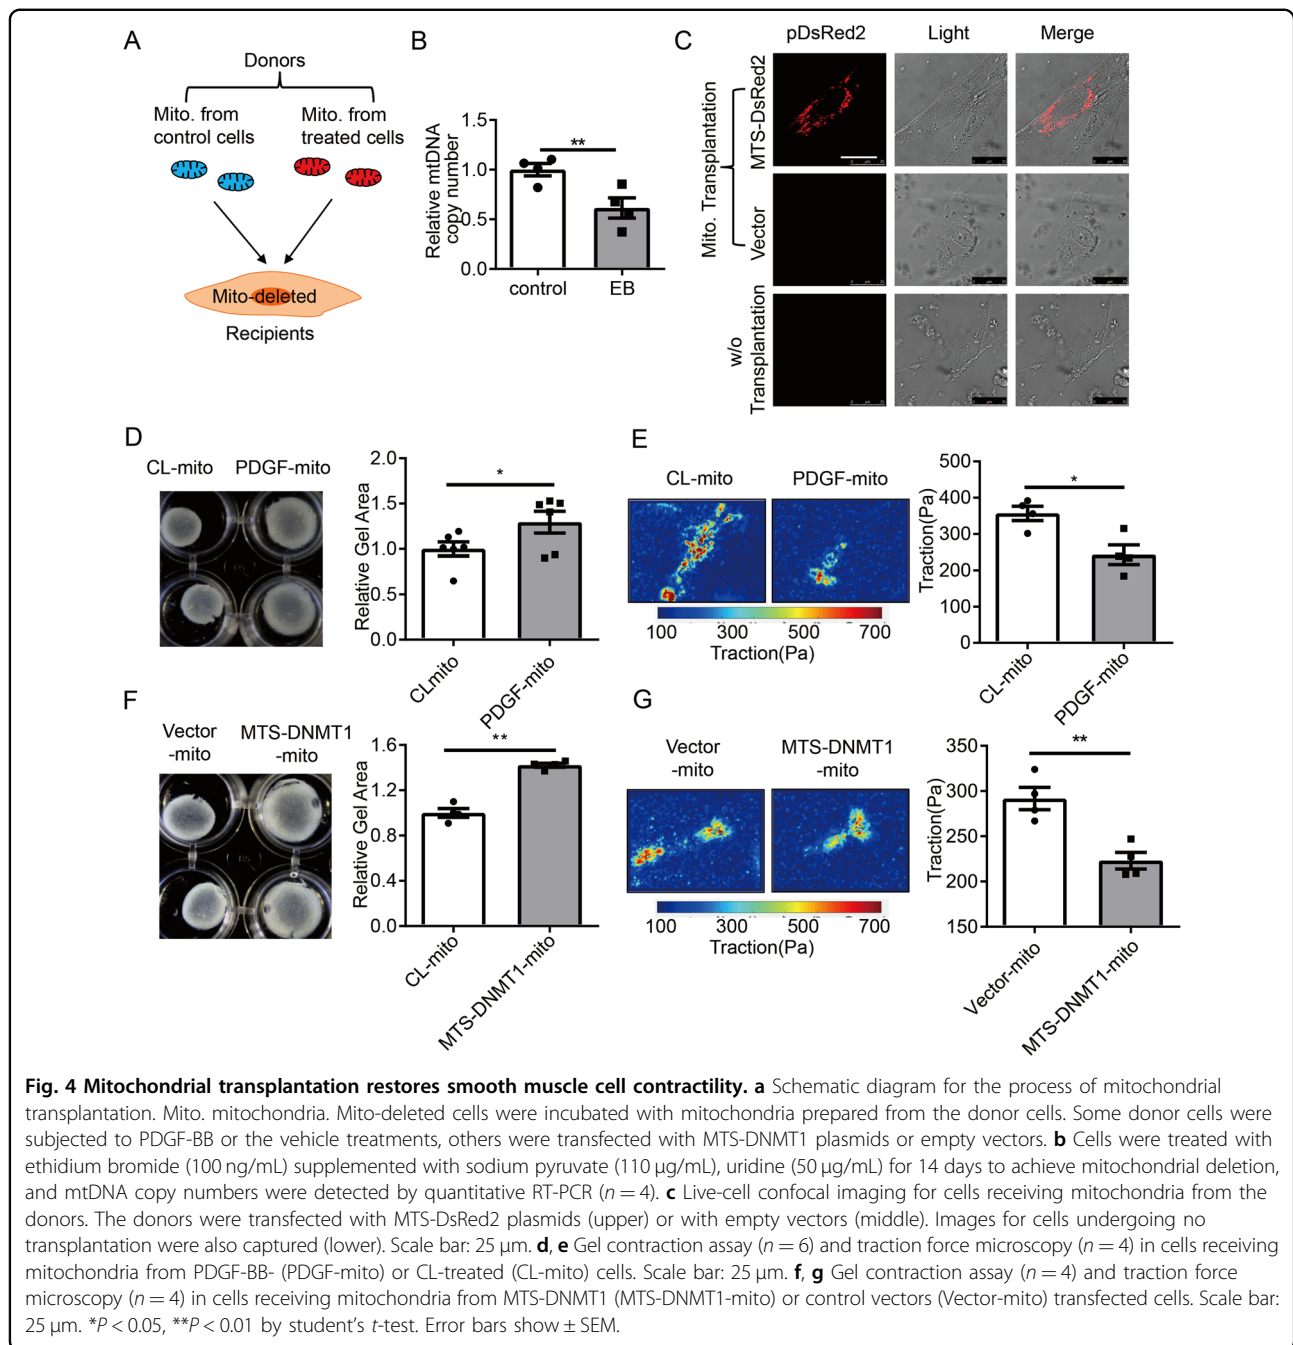 A
Donors
Mito. from
control cells
Mito. from
treated cells
Mito-deleted
Recipients
B
Relative mtDNA
copy number
1.5
1.0
0.5
0.0
**
control
EB
C
pDsRed2
Light
Merge
Mito. Transplantation
MTS-DsRed2
Vector
w/o
Transplantation
D
CL-mito
PDGF-mito
Relative Gel Area
2.0
1.5
1.0
0.5
0.0
*
CLmito
PDGF-mito
E
CL-mito
PDGF-mito
100 300 500 700
Traction(Pa)
Traction(Pa)
500
400
300
200
100
0
*
CL-mito
PDGF-mito
F
Vector
-mito
MTS-DNMT1
-mito
Relative Gel Area
1.6
1.2
0.8
0.4
0.0
**
CL-mito
MTS-DNMT1-mito
G
Vector
-mito
MTS-DNMT1
-mito
100 300 500 700
Traction(Pa)
Traction(Pa)
350
300
250
200
150
**
Vector-mito
MTS-DNMT1-mito
Fig. 4 Mitochondrial transplantation restores smooth muscle cell contractility. a Schematic diagram for the process of mitochondrial
transplantation. Mito. mitochondria. Mito-deleted cells were incubated with mitochondria prepared from the donor cells. Some donor cells were
subjected to PDGF-BB or the vehicle treatments, others were transfected with MTS-DNMT1 plasmids or empty vectors. b Cells were treated with
ethidium bromide (100 ng/mL) supplemented with sodium pyruvate (110 µg/mL), uridine (50 µg/mL) for 14 days to achieve mitochondrial deletion,
and mtDNA copy numbers were detected by quantitative RT-PCR (n = 4). c Live-cell confocal imaging for cells receiving mitochondria from the
donors. The donors were transfected with MTS-DsRed2 plasmids (upper) or with empty vectors (middle). Images for cells undergoing no
transplantation were also captured (lower). Scale bar: 25 µm. d, e Gel contraction assay (n = 6) and traction force microscopy (n = 4) in cells receiving
mitochondria from PDGF-BB- (PDGF-mito) or CL-treated (CL-mito) cells. Scale bar: 25 µm. f, g Gel contraction assay (n = 4) and traction force
microscopy (n = 4) in cells receiving mitochondria from MTS-DNMT1 (MTS-DNMT1-mito) or control vectors (Vector-mito) transfected cells. Scale bar:
25 µm. *P < 0.05, **P < 0.01 by student's t-test. Error bars show ± SEM.